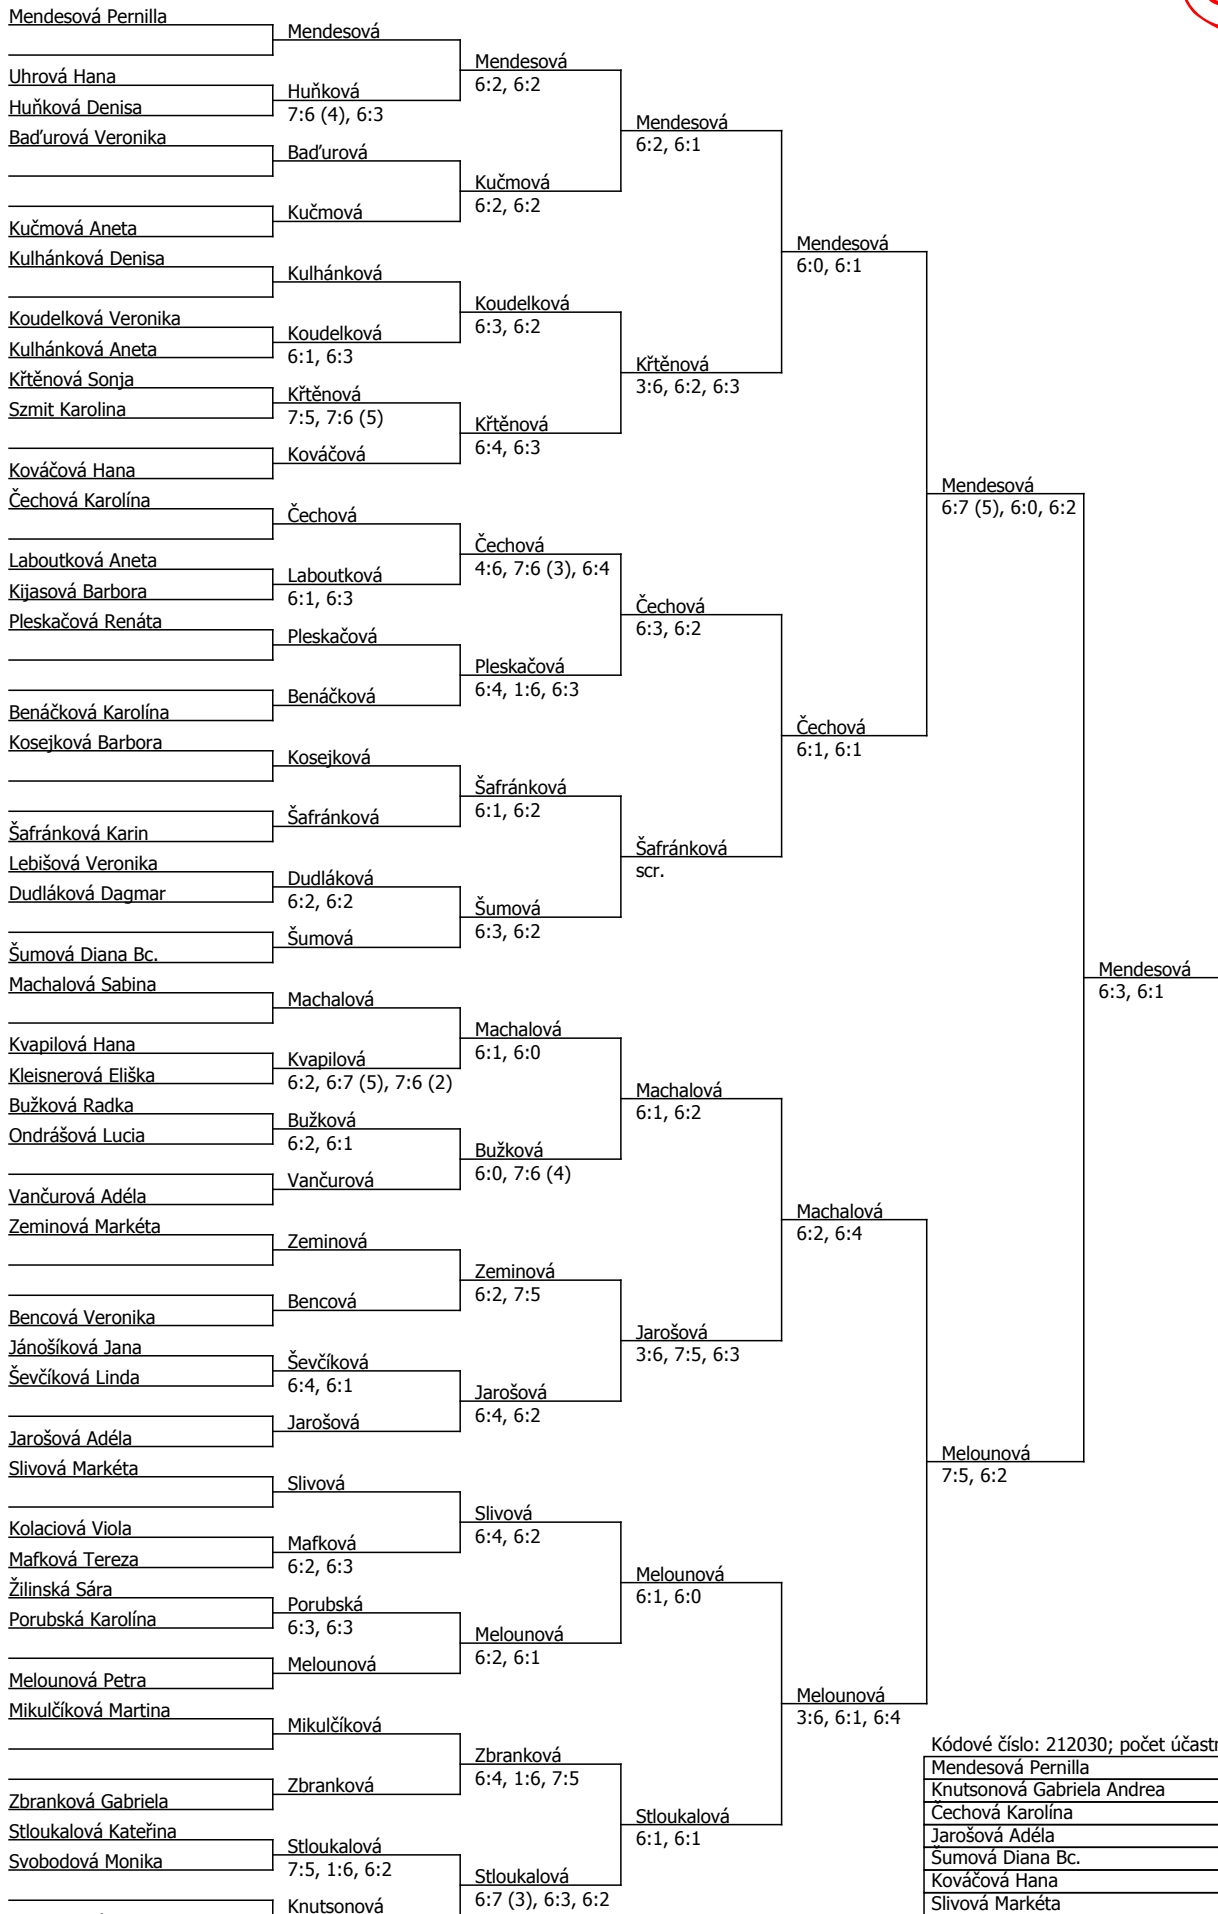 Mendesová Pernilla
Uhrová Hana
Huňková Denisa
Baďurová Veronika
Kučmová Aneta
Kulhánková Denisa
Koudelková Veronika
Kulhánková Aneta
Křtěnová Sonja
Szmit Karolina
Kováčová Hana
Čechová Karolína
Laboutková Aneta
Kijasová Barbora
Pleskačová Renáta
Benáčková Karolína
Kosejková Barbora
Šafránková Karin
Lebišová Veronika
Dudláková Dagmar
Šumová Diana Bc.
Machalová Sabina
Kvapilová Hana
Kleisnerová Eliška
Bužková Radka
Ondrášová Lucia
Vančurová Adéla
Zeminová Markéta
Bencová Veronika
Jánošíková Jana
Ševčíková Linda
Jarošová Adéla
Slivová Markéta
Kolaciová Viola
Mafková Tereza
Žilinská Sára
Porubská Karolína
Melounová Petra
Mikulčíková Martina
Zbranková Gabriela
Stloukalová Kateřina
Svobodová Monika
Mendesová
Huňková
7:6 (4), 6:3
Baďurová
Kučmová
Kulhánková
Koudelková
6:1, 6:3
Křtěnová
7:5, 7:6 (5)
Kováčová
Čechová
Laboutková
6:1, 6:3
Pleskačová
Benáčková
Kosejková
Šafránková
Dudláková
6:2, 6:2
Šumová
Machalová
Kvapilová
6:2, 6:7 (5), 7:6 (2)
Bužková
6:2, 6:1
Vančurová
Zeminová
Bencová
Ševčíková
6:4, 6:1
Jarošová
Slivová
Mafková
6:2, 6:3
Porubská
6:3, 6:3
Melounová
Mikulčíková
Zbranková
Stloukalová
7:5, 1:6, 6:2
Knutsonová
Mendesová
6:2, 6:2
Kučmová
6:2, 6:2
Koudelková
6:3, 6:2
Křtěnová
6:4, 6:3
Čechová
4:6, 7:6 (3), 6:4
Pleskačová
6:4, 1:6, 6:3
Šafránková
6:1, 6:2
Šumová
6:3, 6:2
Machalová
6:1, 6:0
Bužková
6:0, 7:6 (4)
Zeminová
6:2, 7:5
Jarošová
6:4, 6:2
Slivová
6:4, 6:2
Melounová
6:2, 6:1
Zbranková
6:4, 1:6, 7:5
Stloukalová
6:7 (3), 6:3, 6:2
Mendesová
6:2, 6:1
Křtěnová
3:6, 6:2, 6:3
Čechová
6:3, 6:2
Šafránková
scr.
Machalová
6:1, 6:2
Jarošová
3:6, 7:5, 6:3
Melounová
6:1, 6:0
Stloukalová
6:1, 6:1
Mendesová
6:0, 6:1
Čechová
6:1, 6:1
Machalová
6:2, 6:4
Melounová
3:6, 6:1, 6:4
Mendesová
6:7 (5), 6:0, 6:2
Melounová
7:5, 6:2
Mendesová
6:3, 6:1
Kódové číslo: 212030; počet
Mendesová Pernilla
Knutsonová Gabriela Andrea
Čechová Karolína
Jarošová Adéla
Šumová Diana Bc.
Kováčová Hana
Slivová Markéta